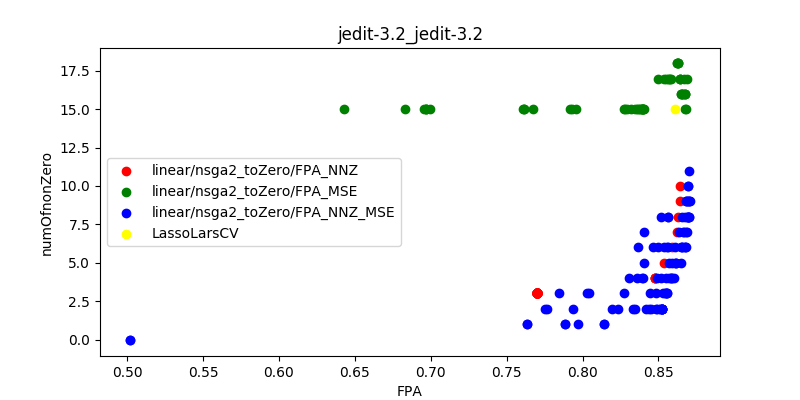 jedit-3.2_jedit-3.2
numOfnonZero
17.5
15.0
12.5
10.0
7.5
5.0
2.5
0.0
linear/nsga2_toZero/FPA_NNZ
linear/nsga2_toZero/FPA_MSE
linear/nsga2_toZero/FPA_NNZ_MSE
LassoLarsCV
0.50 0.55 0.60 0.65 0.70 0.75 0.80 0.85
FPA